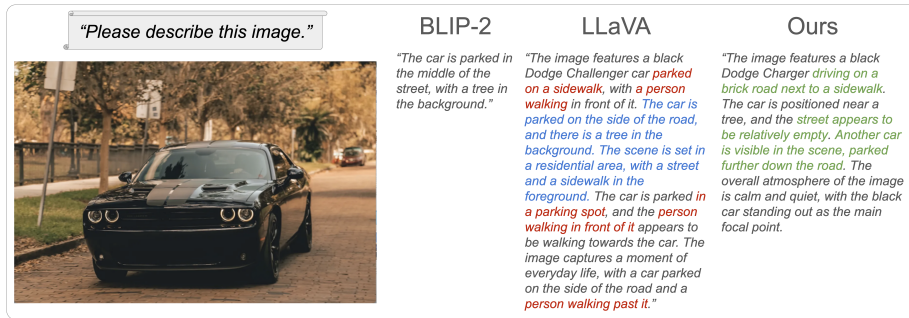 “Please describe this image.”
BLIP-2
“The car is parked in
the middle of the
street, with a tree in
the background.”
LLaVA
“The image features a black
Dodge Challenger car parked
on a sidewalk, with a person
walking in front of it. The car is
parked on the side of the road,
and there is a tree in the
background. The scene is set in
a residential area, with a street
and a sidewalk in the
foreground. The car is parked in
a parking spot, and the person
walking in front of it appears to
be walking towards the car. The
image captures a moment of
everyday life, with a car parked
on the side of the road and a
person walking past it.”
Ours
“The image features a black
Dodge Charger driving on a
brick road next to a sidewalk.
The car is positioned near a
tree, and the street appears to
be relatively empty. Another car
is visible in the scene, parked
further down the road. The
overall atmosphere of the image
is calm and quiet, with the black
car standing out as the main
focal point.